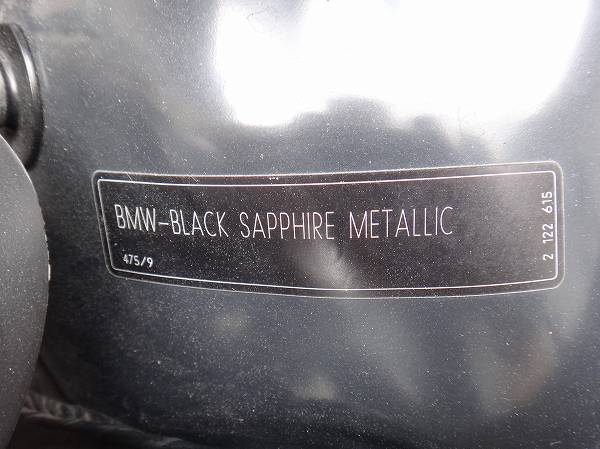 BMW-BLACK SAPPHIRE METALLIC
475/9
2 122 615